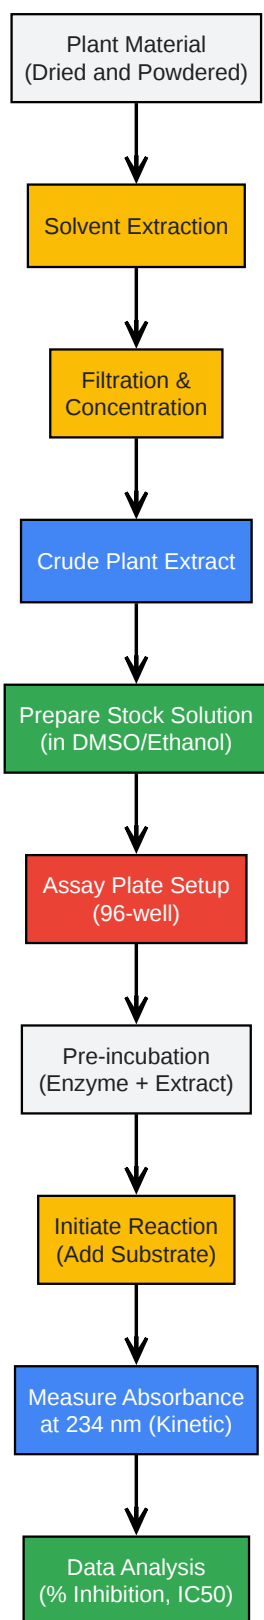 Plant Material
(Dried and Powdered)
Solvent Extraction
Filtration &
Concentration
Crude Plant Extract
Prepare Stock Solution
(in DMSO/Ethanol)
Assay Plate Setup
(96-well)
Pre-incubation
(Enzyme + Extract)
Initiate Reaction
(Add Substrate)
Measure Absorbance
at 234 nm (Kinetic)
Data Analysis
(% Inhibition, IC50)